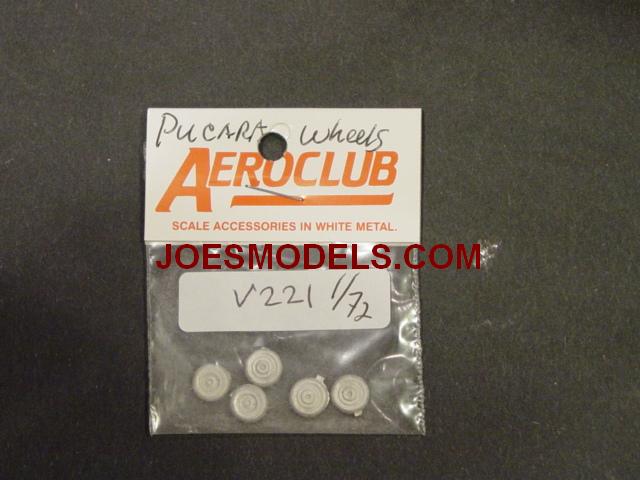 PUCARA wheels
AEROCLUB
SCALE ACCESSORIES IN WHITE METAL.
JOESMODELS.COM
V221 1/72